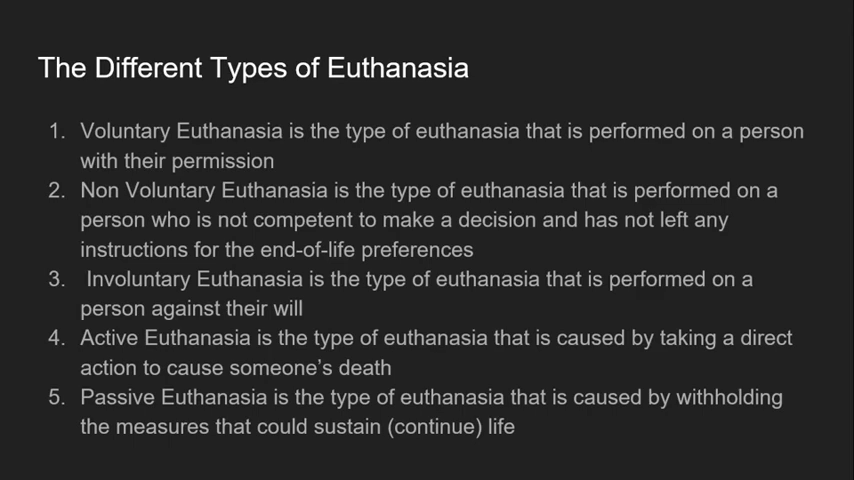 The Different Types of Euthanasia
1. Voluntary Euthanasia is the type of euthanasia that is performed on a person
with their permission
2. Non Voluntary Euthanasia is the type of euthanasia that is performed on a
person who is not competent to make a decision and has not left any
instructions for the end-of-life preferences
3. Involuntary Euthanasia is the type of euthanasia that is performed on a
person against their will
4. Active Euthanasia is the type of euthanasia that is caused by taking a direct
action to cause someone’s death
5. Passive Euthanasia is the type of euthanasia that is caused by withholding
the measures that could sustain (continue) life